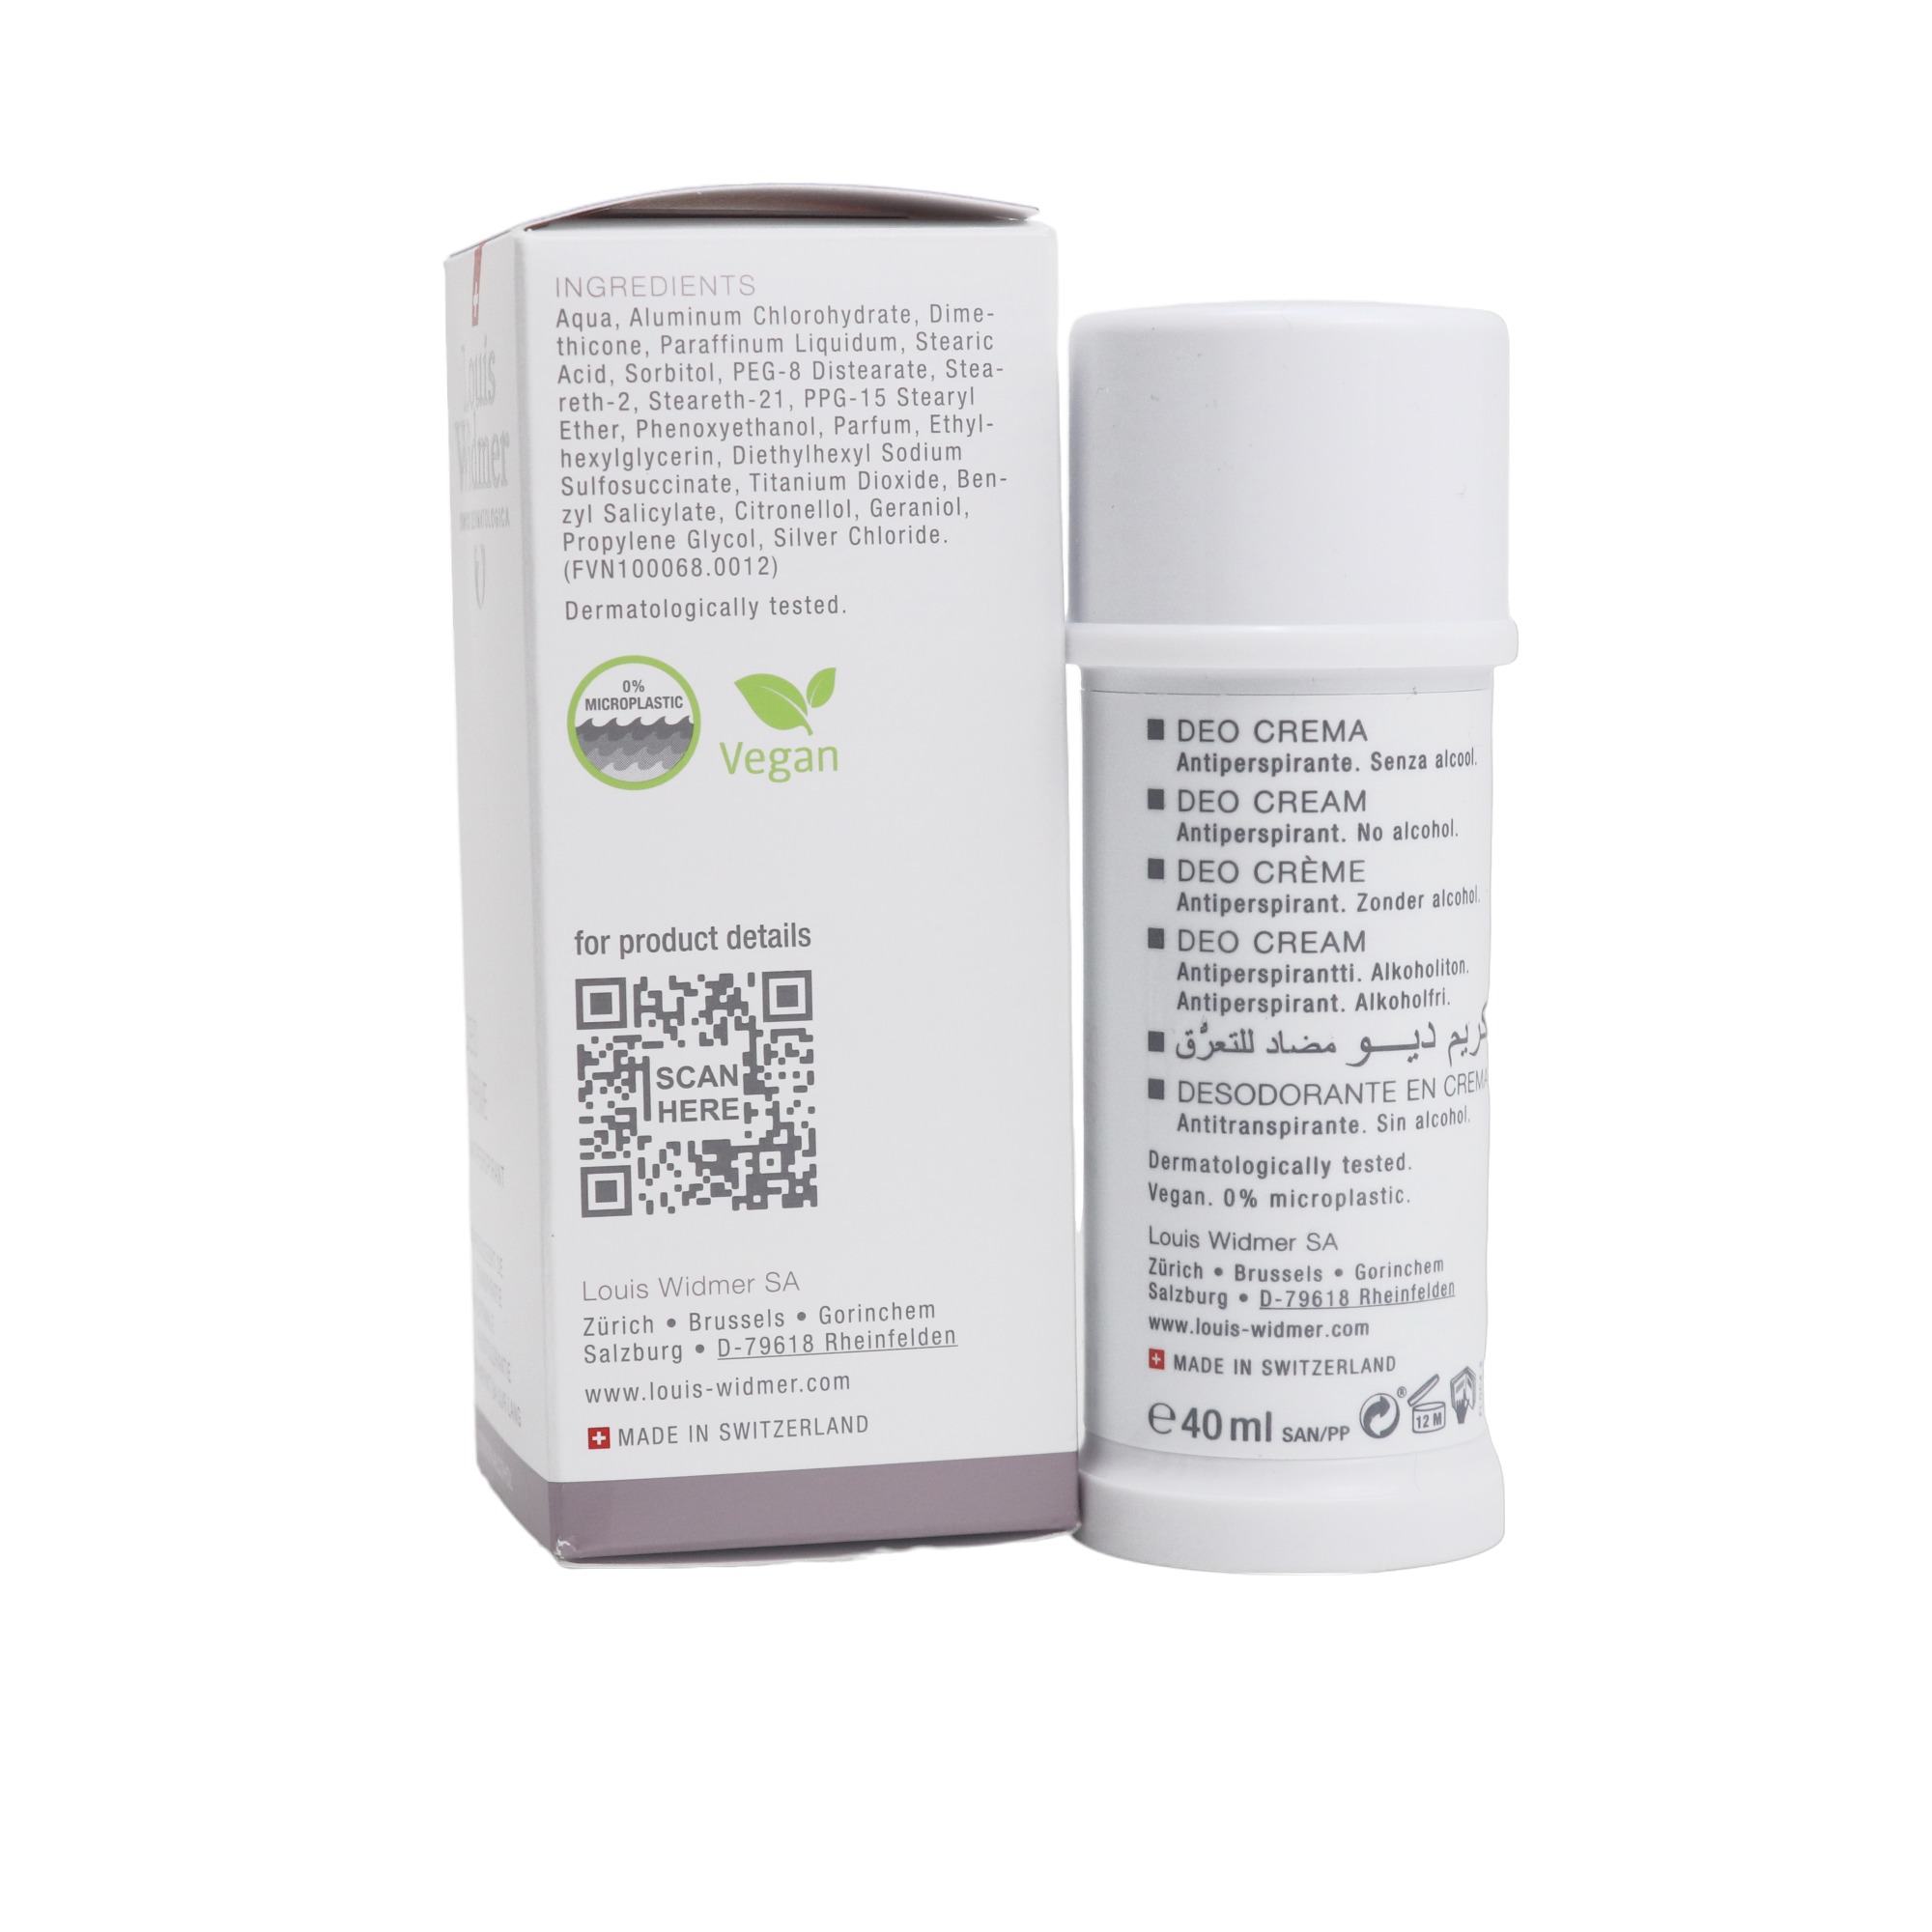 Louis
Widmer
INGREDIENTS
Aqua, Aluminum Chlorohydrate, Dime-
thicone, Paraffinum Liquidum, Stearic
Acid, Sorbitol, PEG-8 Distearate, Stea-
reth-2, Steareth-21, PPG-15 Stearyl
Ether, Phenoxyethanol, Parfum, Ethyl-
hexylglycerin, Diethylhexyl Sodium
Sulfosuccinate, Titanium Dioxide, Ben-
zyl Salicylate, Citronellol, Geraniol,
Propylene Glycol, Silver Chloride.
(FVN100068.0012)
Dermatologically tested.
0%
MICROPLASTIC
Vegan
for product details
SCAN
HERE
Louis Widmer SA
Zürich • Brussels • Gorinchem
Salzburg • D-79618 Rheinfelden
www.louis-widmer.com
MADE IN SWITZERLAND
■ DEO CREMA
Antiperspirante. Senza alcool.
■ DEO CREAM
Antiperspirant. No alcohol.
■ DEO CRÈME
Antiperspirant. Zonder alcohol.
■ DEO CREAM
Antiperspirantti. Alkoholiton.
Antiperspirant. Alkoholfri.
■ كريم ديـــو مضاد للتعرُّق
■ DESODORANTE EN CREMA
Antitranspirante. Sin alcohol.
Dermatologically tested.
Vegan. 0% microplastic.
Louis Widmer SA
Zürich • Brussels • Gorinchem
Salzburg • D-79618 Rheinfelden
www.louis-widmer.com
MADE IN SWITZERLAND
℮ 40 ml SAN/PP ® 12 M